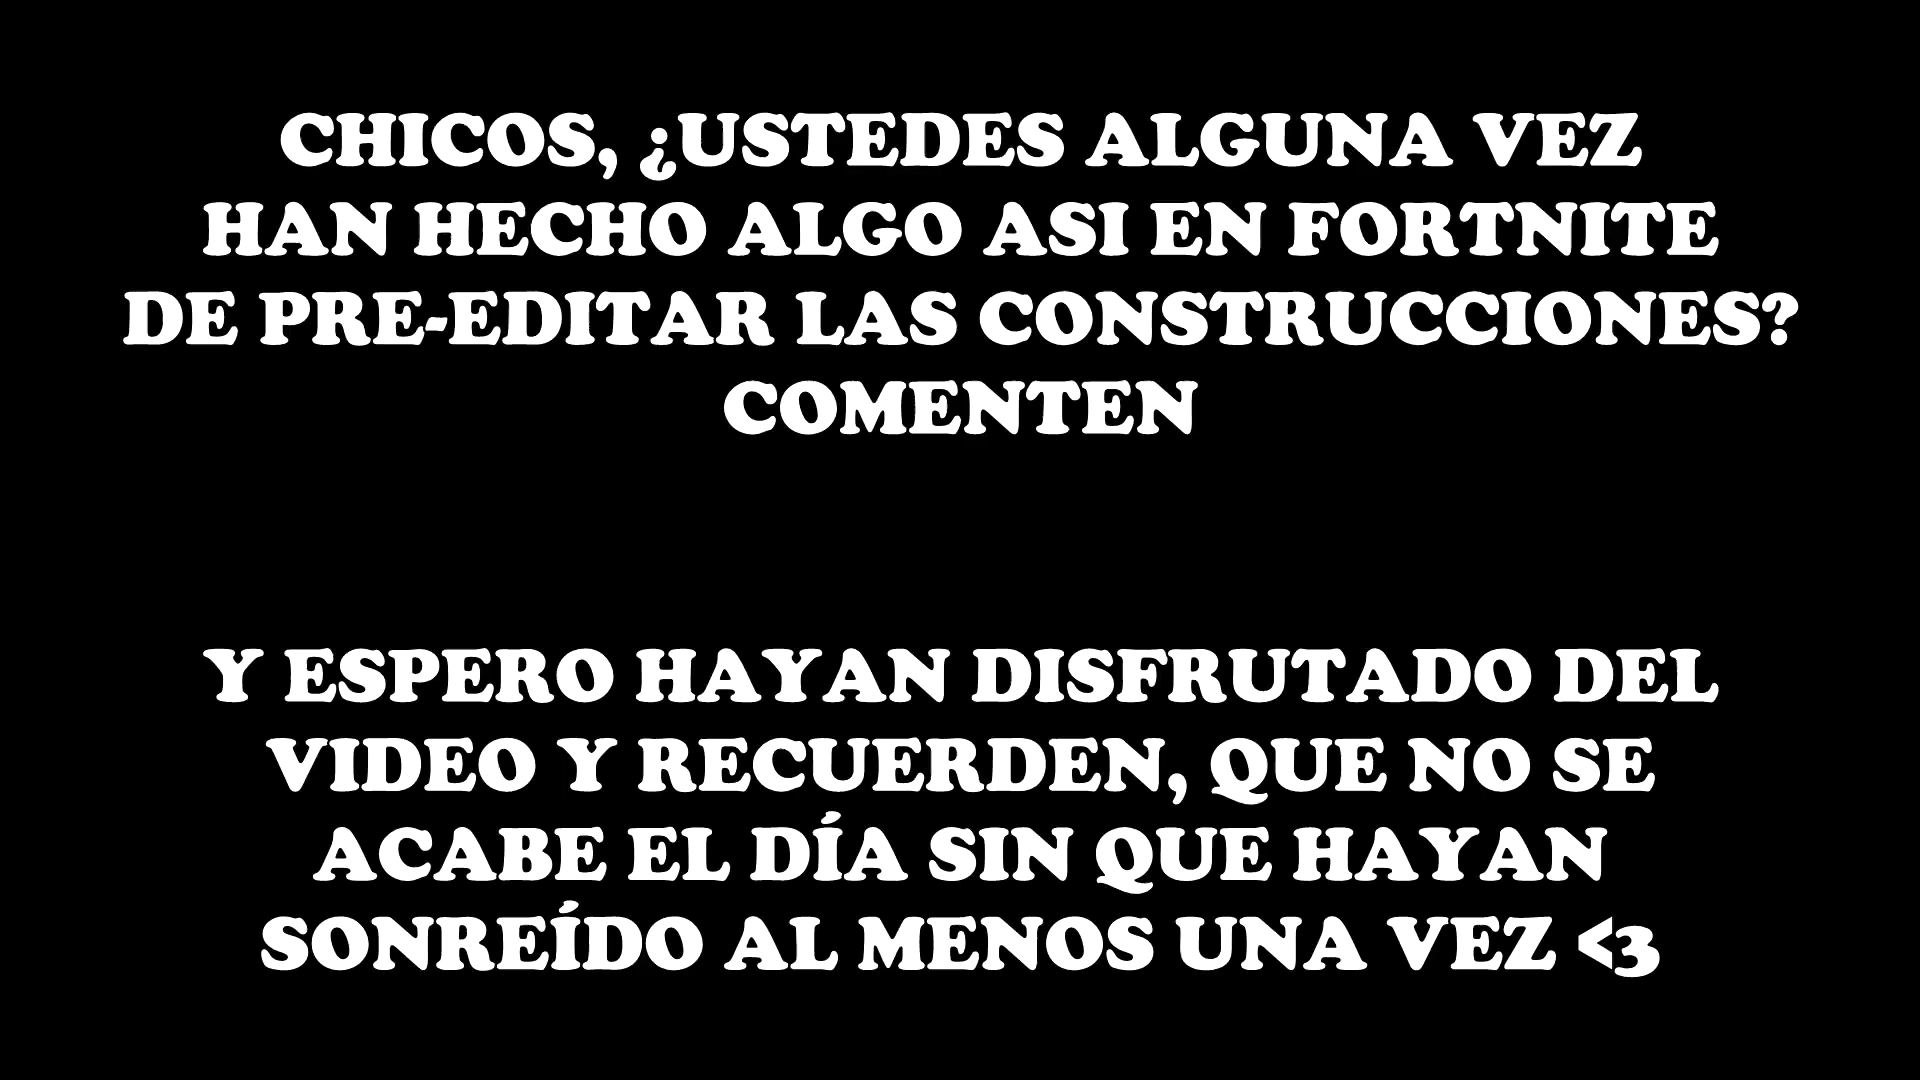 CHICOS, ¿USTEDES ALGUNA VEZ
HAN HECHO ALGO ASI EN FORTNITE
DE PRE-EDITAR LAS CONSTRUCCIONES?
COMENTEN
Y ESPERO HAYAN DISFRUTADO DEL
VIDEO Y RECUERDEN, QUE NO SE
ACABE EL DÍA SIN QUE HAYAN
SONREÍDO AL MENOS UNA VEZ <3